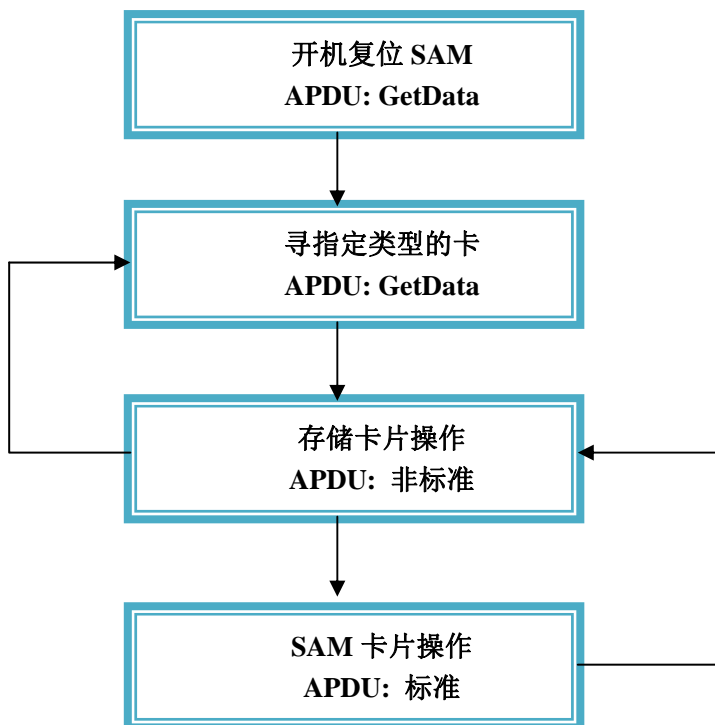 开机复位 SAM
APDU: GetData
寻指定类型的卡
APDU: GetData
存储卡片操作
APDU: 非标准
SAM 卡片操作
APDU: 标准